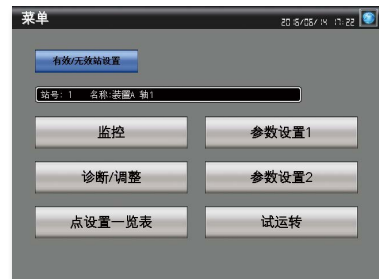 菜单 2016/06/14 17:22
有效/无效站设置
站号: 1 名称:装置A 轴1
监控 参数设置1
诊断/调整 参数设置2
点设置一览表 试运转